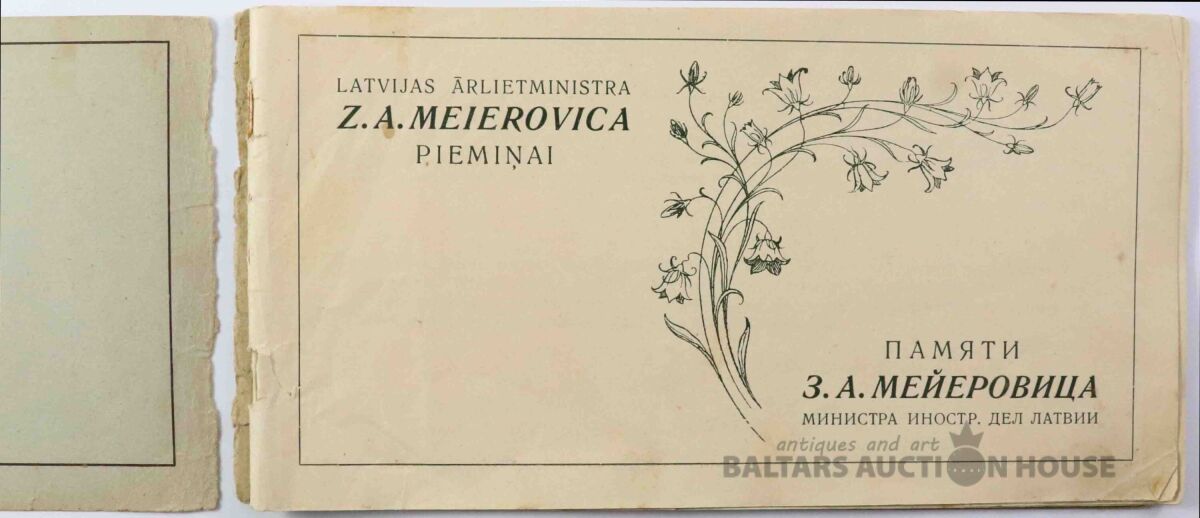 LATVIJAS ĀRLIETMINISTRA
Z. A. MEIEROVICA
PIEMIŅAI
ПАМЯТИ
З. А. МЕЙЕРОВИЦА
МИНИСТРА ИНОСТР. ДЕЛ ЛАТВИИ
antiques and art
BALTARS AUCTION HOUSE